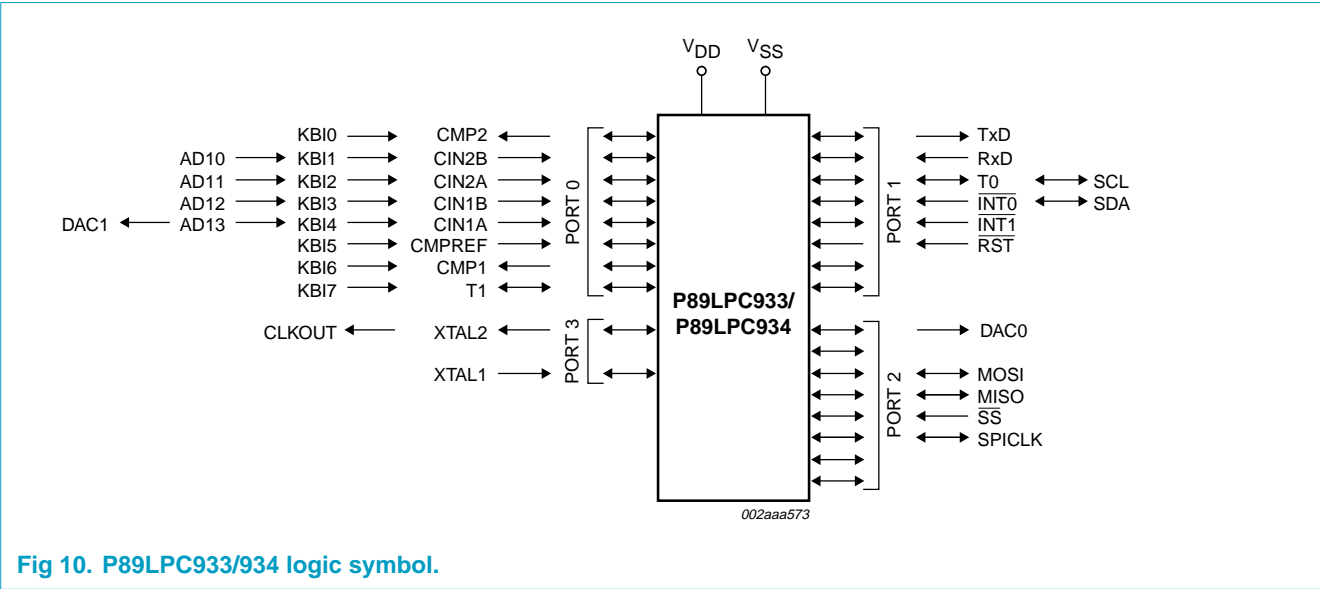 VDD VSS
KBI0 CMP2 TxD
AD10 KBI1 CIN2B RxD
AD11 KBI2 CIN2A T0 SCL
AD12 KBI3 CIN1B INT0 SDA
DAC1 AD13 KBI4 CIN1A INT1
KBI5 CMPREF RST
KBI6 CMP1
KBI7 T1
PORT 0
PORT 1
P89LPC933/
P89LPC934
CLKOUT XTAL2 DAC0
XTAL1 MOSI
MISO
SS
SPICLK
PORT 3
PORT 2
002aaa573
Fig 10. P89LPC933/934 logic symbol.